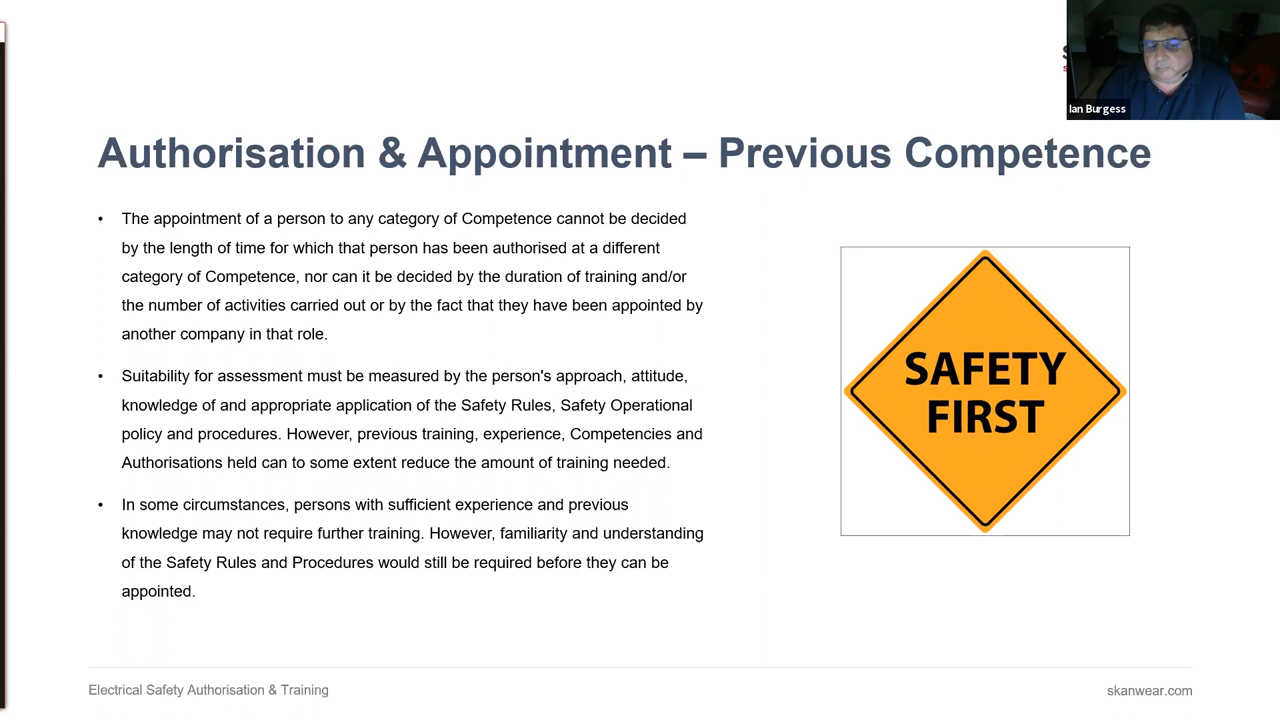 Ian Burgess
Authorisation & Appointment – Previous Competence
• The appointment of a person to any category of Competence cannot be decided
by the length of time for which that person has been authorised at a different
category of Competence, nor can it be decided by the duration of training and/or
the number of activities carried out or by the fact that they have been appointed by
another company in that role.
• Suitability for assessment must be measured by the person's approach, attitude,
knowledge of and appropriate application of the Safety Rules, Safety Operational
policy and procedures. However, previous training, experience, Competencies and
Authorisations held can to some extent reduce the amount of training needed.
• In some circumstances, persons with sufficient experience and previous
knowledge may not require further training. However, familiarity and understanding
of the Safety Rules and Procedures would still be required before they can be
appointed.
SAFETY
FIRST
Electrical Safety Authorisation & Training
skanwear.com